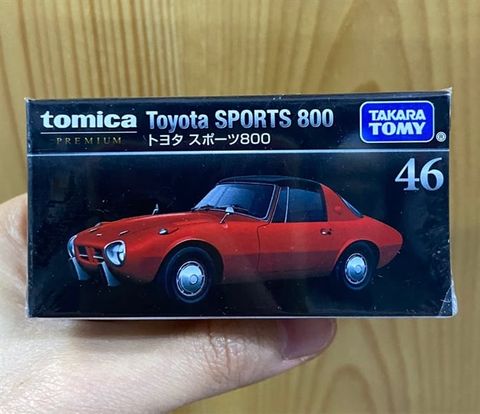 tomica
PREMIUM
Toyota SPORTS 800
トヨタ スポーツ800
TAKARA
TOMY
®
46